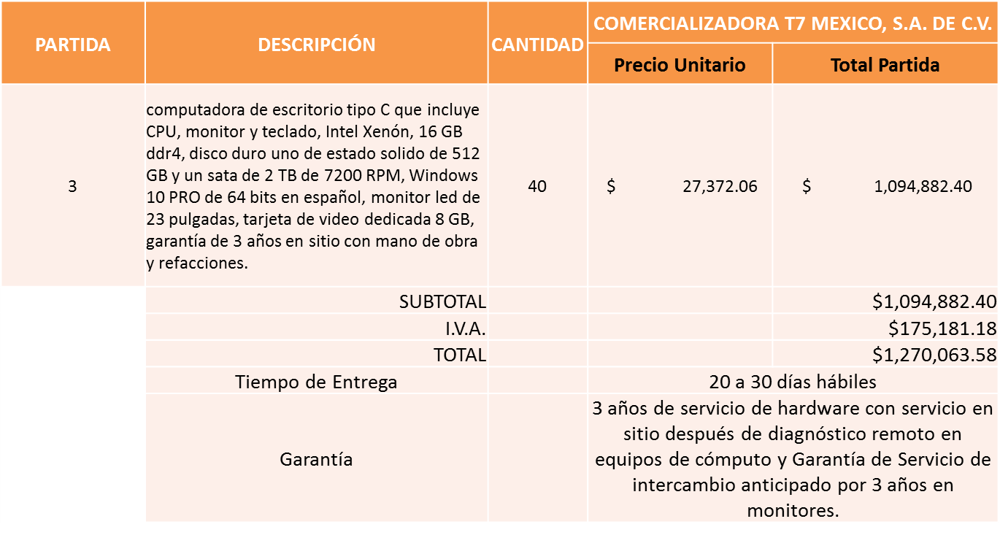 PARTIDA
DESCRIPCIÓN
CANTIDAD
COMERCIALIZADORA T7 MEXICO, S.A. DE C.V.
Precio Unitario
Total Partida
3
computadora de escritorio tipo C que incluye
CPU, monitor y teclado, Intel Xenón, 16 GB
ddr4, disco duro uno de estado solido de 512
GB y un sata de 2 TB de 7200 RPM, Windows
10 PRO de 64 bits en español, monitor led de
23 pulgadas, tarjeta de video dedicada 8 GB,
garantía de 3 años en sitio con mano de obra
y refacciones.
40
$ 27,372.06
$ 1,094,882.40
SUBTOTAL
$1,094,882.40
I.V.A.
$175,181.18
TOTAL
$1,270,063.58
Tiempo de Entrega
20 a 30 días hábiles
Garantía
3 años de servicio de hardware con servicio en
sitio después de diagnóstico remoto en
equipos de cómputo y Garantía de Servicio de
intercambio anticipado por 3 años en
monitores.